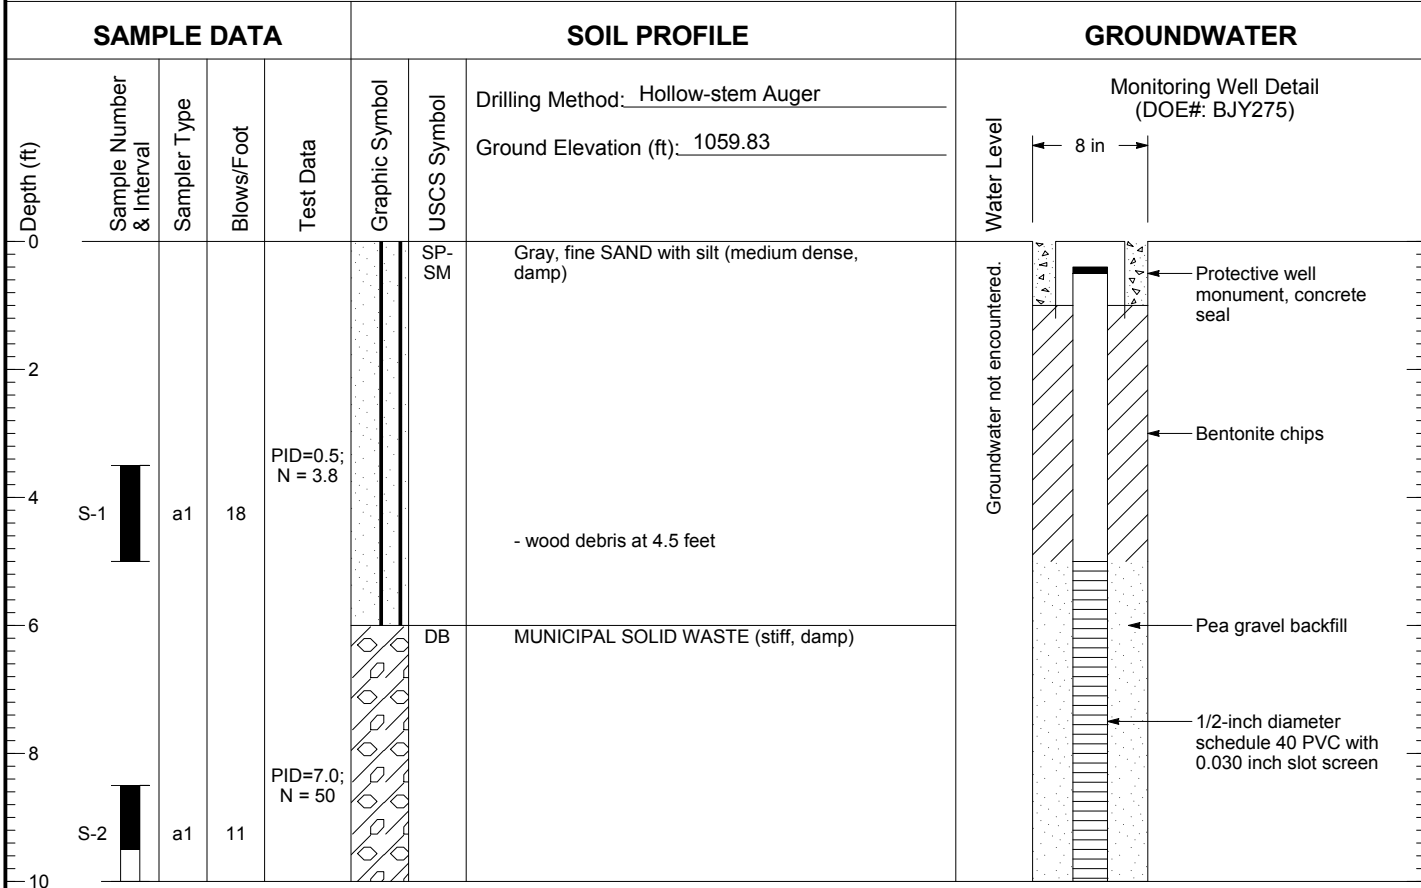 SAMPLE DATA
SOIL PROFILE
GROUNDWATER
Depth (ft)
Sample Number
& Interval
Sampler Type
Blows/Foot
Test Data
Graphic Symbol
USCS Symbol
Drilling Method: Hollow-stem Auger
Ground Elevation (ft): 1059.83
Water Level
Monitoring Well Detail
(DOE#: BJY275)
8 in
0
2
4
6
8
10
S-1
a1
18
PID=0.5;
N = 3.8
S-2
a1
11
PID=7.0;
N = 50
SP-
SM
Gray, fine SAND with silt (medium dense,
damp)
- wood debris at 4.5 feet
DB
MUNICIPAL SOLID WASTE (stiff, damp)
Groundwater not encountered.
Protective well
monument, concrete
seal
Bentonite chips
Pea gravel backfill
1/2-inch diameter
schedule 40 PVC with
0.030 inch slot screen